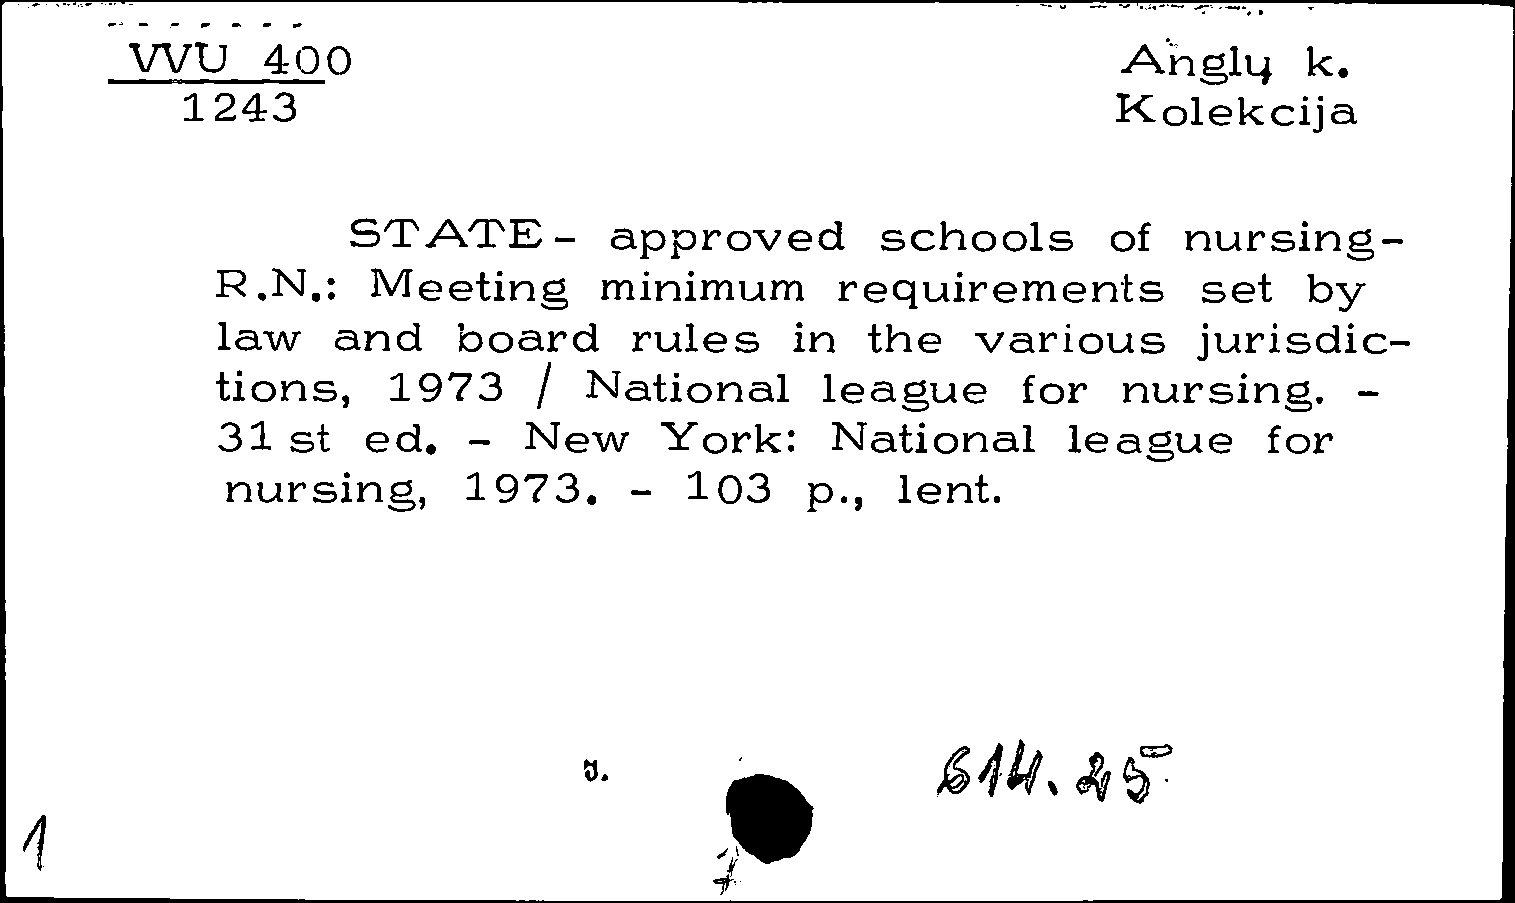 VVU 400
1243
Anglų k.
Kolekcija
STATE- approved schools of nursing-
R.N.: Meeting minimum requirements set by
law and board rules in the various jurisdic-
tions, 1973 / National league for nursing. -
31 st ed. - New York: National league for
nursing, 1973. - 103 p., lent.
614.25
1